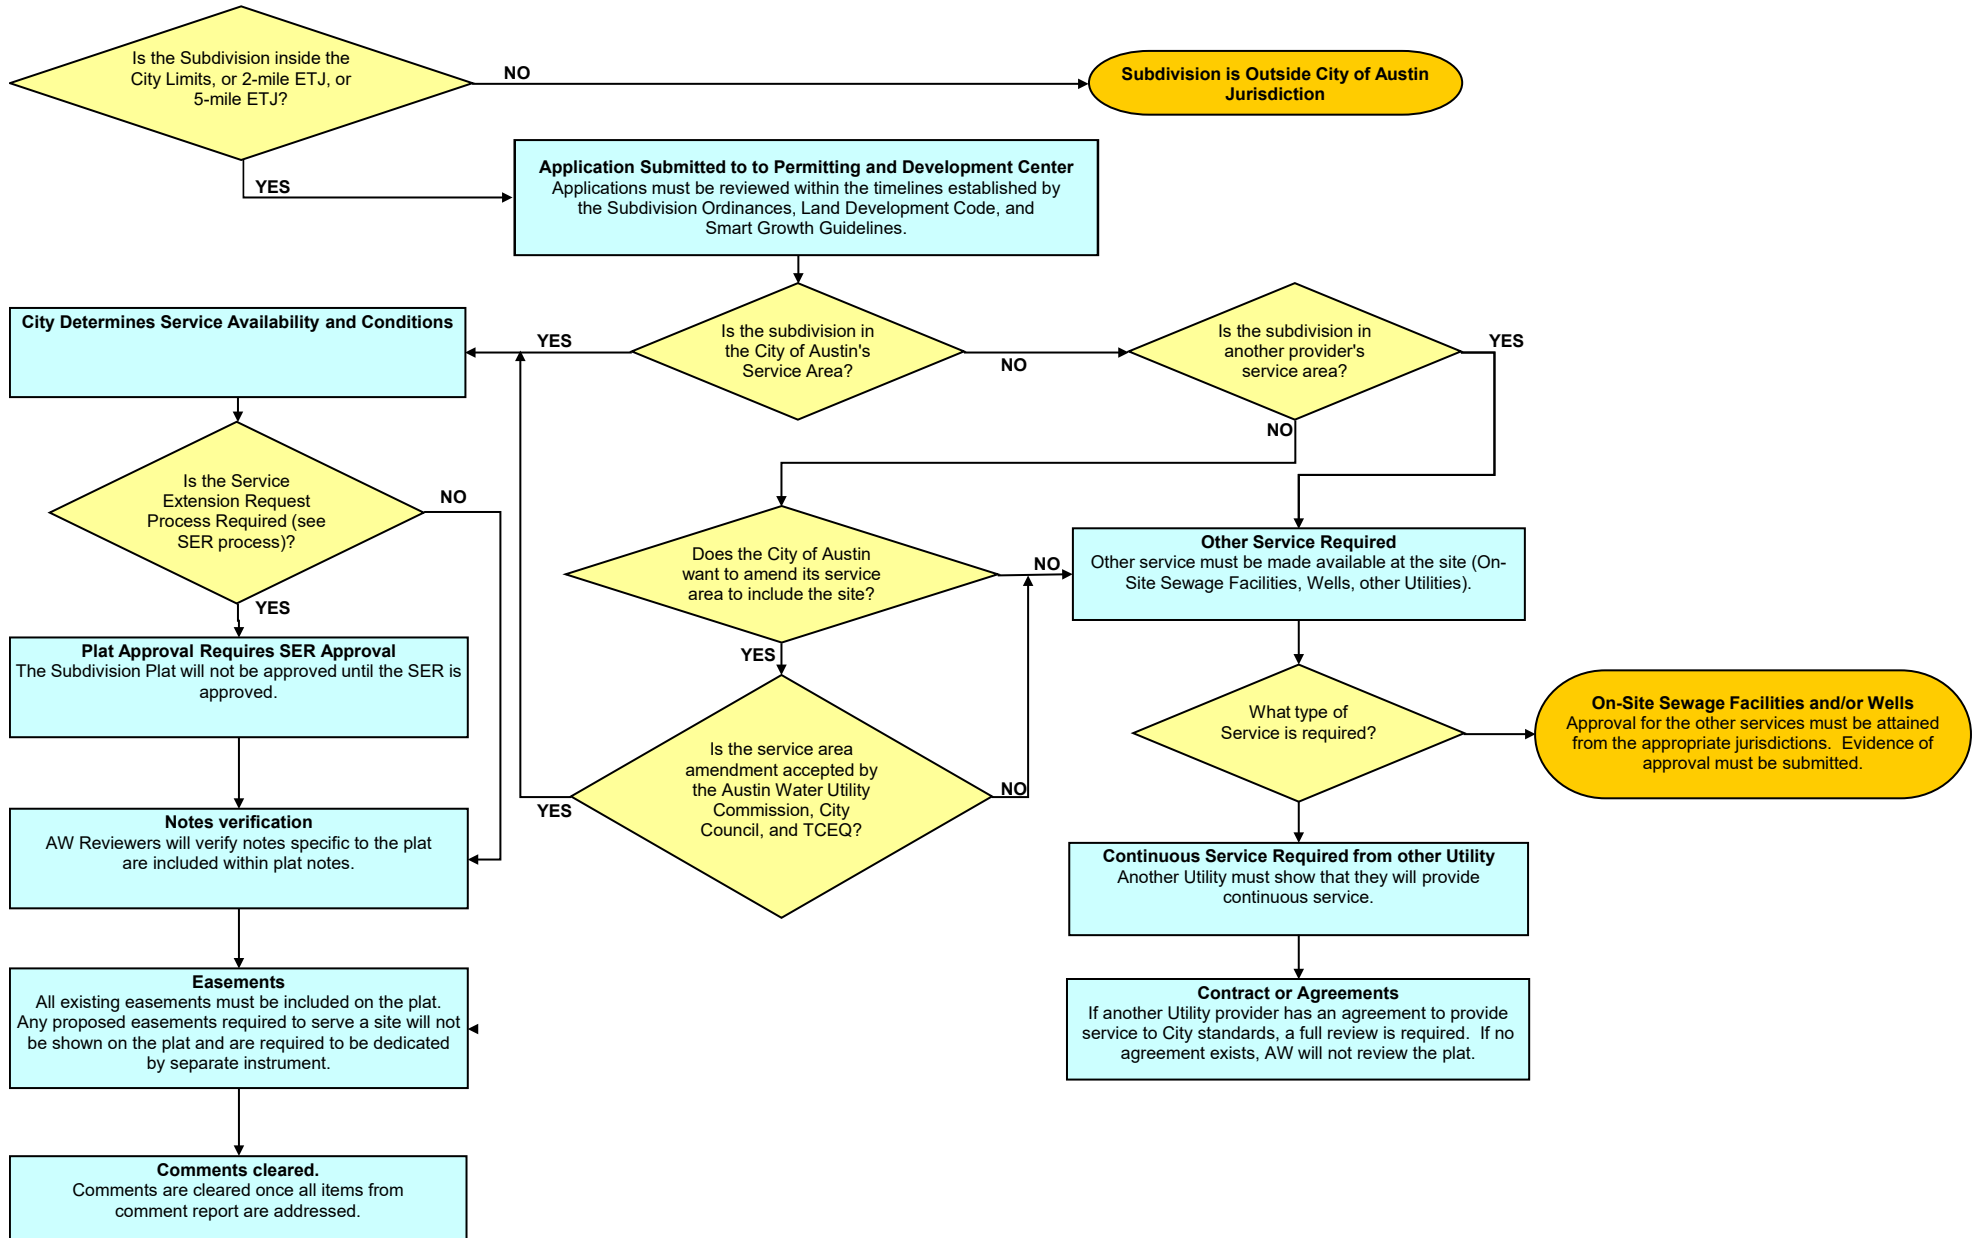 Is the Subdivision inside the
City Limits, or 2-mile ETJ, or
5-mile ETJ?
NO
Subdivision is Outside City of Austin
Jurisdiction
YES
Application Submitted to to Permitting and Development Center
Applications must be reviewed within the timelines established by
the Subdivision Ordinances, Land Development Code, and
Smart Growth Guidelines.
City Determines Service Availability and Conditions
YES
Is the subdivision in
the City of Austin's
Service Area?
NO
Is the subdivision in
another provider's
service area?
YES
NO
Is the Service
Extension Request
Process Required (see
SER process)?
NO
YES
Does the City of Austin
want to amend its service
area to include the site?
NO
YES
Other Service Required
Other service must be made available at the site (On-
Site Sewage Facilities, Wells, other Utilities).
Plat Approval Requires SER Approval
The Subdivision Plat will not be approved until the SER is
approved.
Is the service area
amendment accepted by
the Austin Water Utility
Commission, City
Council, and TCEQ?
YES
NO
What type of
Service is required?
On-Site Sewage Facilities and/or Wells
Approval for the other services must be attained
from the appropriate jurisdictions.  Evidence of
approval must be submitted.
Notes verification
AW Reviewers will verify notes specific to the plat
are included within plat notes.
Continuous Service Required from other Utility
Another Utility must show that they will provide
continuous service.
Easements
All existing easements must be included on the plat.
Any proposed easements required to serve a site will not
be shown on the plat and are required to be dedicated
by separate instrument.
Contract or Agreements
If another Utility provider has an agreement to provide
service to City standards, a full review is required.  If no
agreement exists, AW will not review the plat.
Comments cleared.
Comments are cleared once all items from
comment report are addressed.